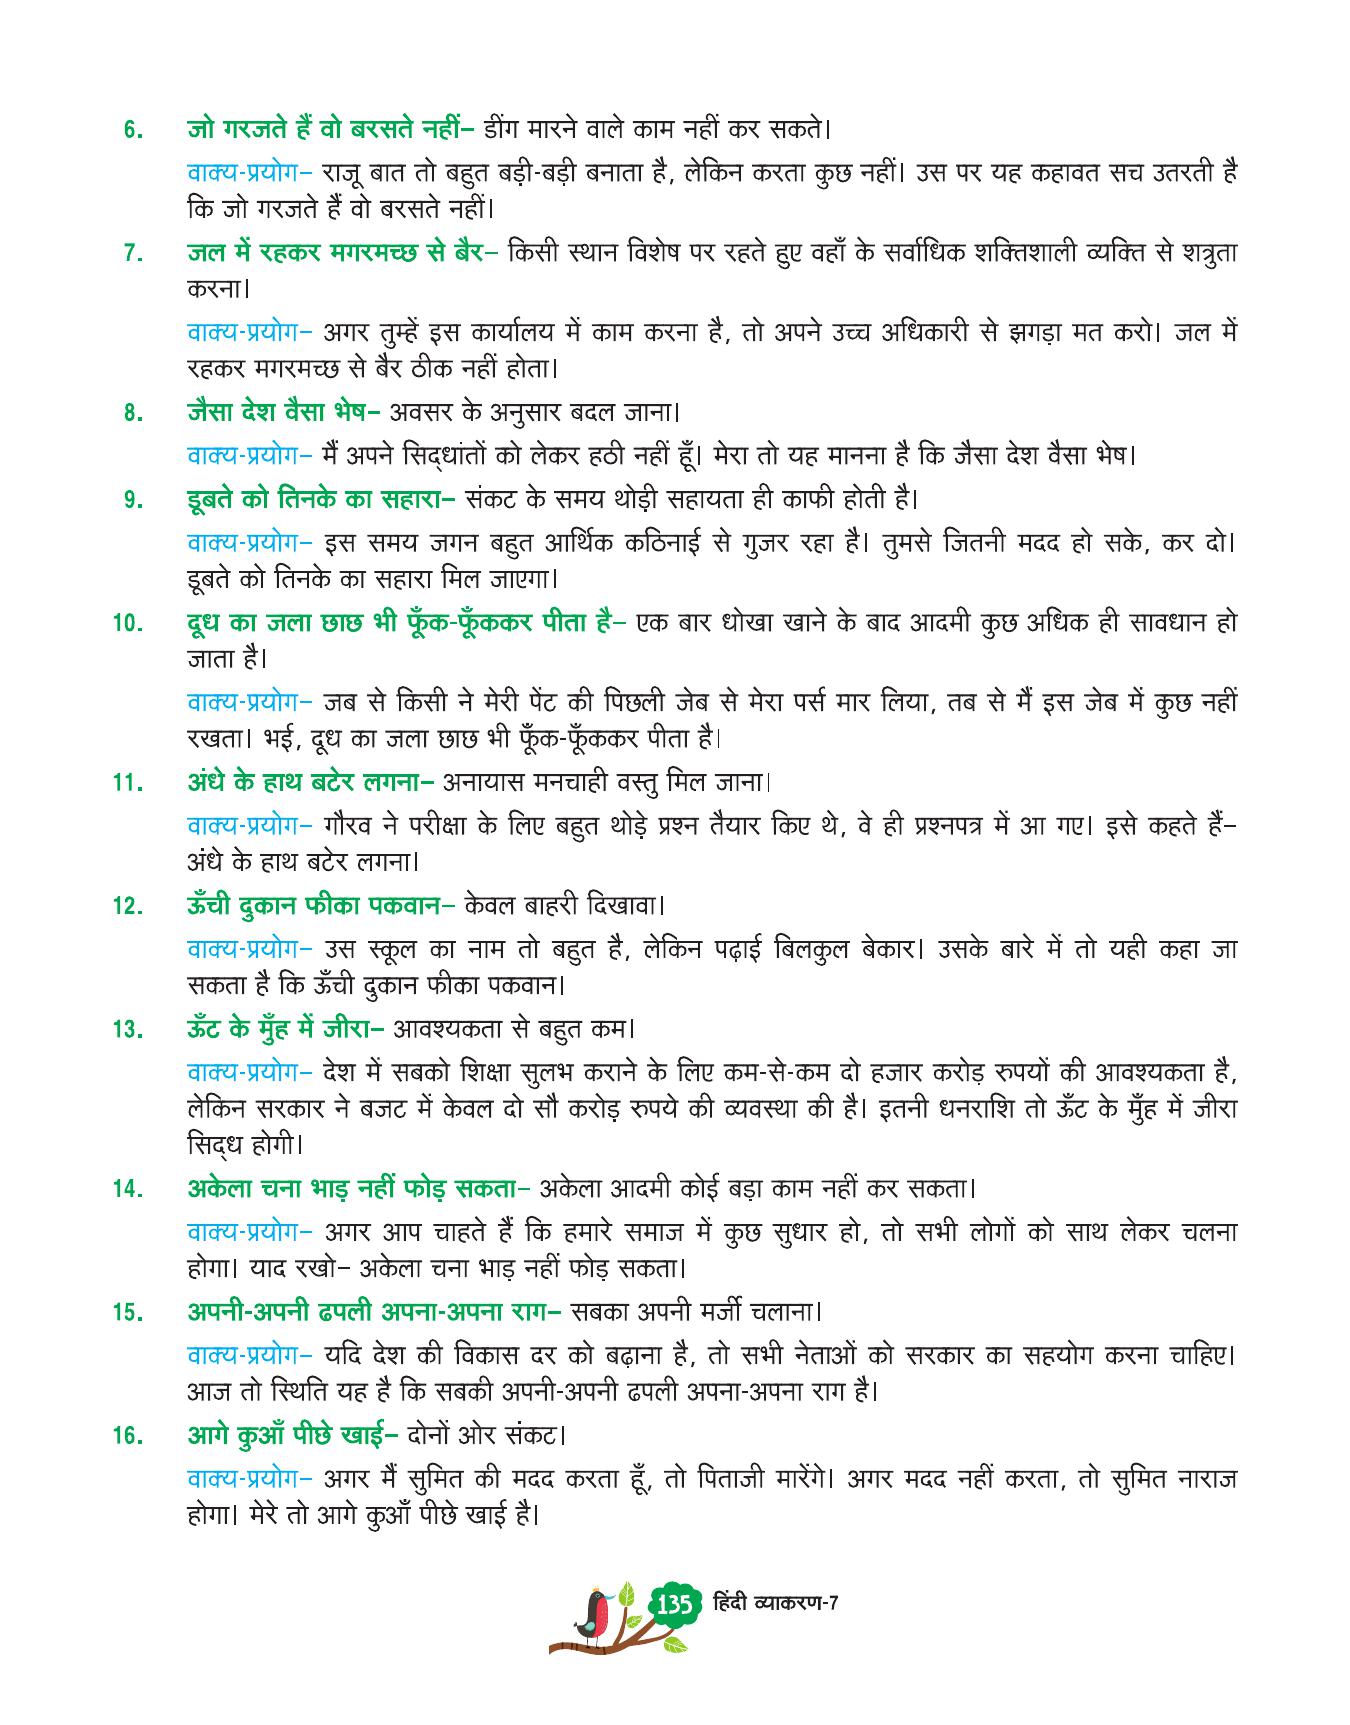 6. जो गरजते हैं वो बरसते नहीं– डींग मारने वाले काम नहीं कर सकते।
वाक्य-प्रयोग– राजू बात तो बहुत बड़ी-बड़ी बनाता है, लेकिन करता कुछ नहीं। उस पर यह कहावत सच उतरती है
कि जो गरजते हैं वो बरसते नहीं।
7. जल में रहकर मगरमच्छ से बैर– किसी स्थान विशेष पर रहते हुए वहाँ के सर्वाधिक शक्तिशाली व्यक्ति से शत्रुता
करना।
वाक्य-प्रयोग– अगर तुम्हें इस कार्यालय में काम करना है, तो अपने उच्च अधिकारी से झगड़ा मत करो। जल में
रहकर मगरमच्छ से बैर ठीक नहीं होता।
8. जैसा देश वैसा भेष– अवसर के अनुसार बदल जाना।
वाक्य-प्रयोग– मैं अपने सिद्धांतों को लेकर हठी नहीं हूँ। मेरा तो यह मानना है कि जैसा देश वैसा भेष।
9. डूबते को तिनके का सहारा– संकट के समय थोड़ी सहायता ही काफी होती है।
वाक्य-प्रयोग– इस समय जगन बहुत आर्थिक कठिनाई से गुजर रहा है। तुमसे जितनी मदद हो सके, कर दो।
डूबते को तिनके का सहारा मिल जाएगा।
10. दूध का जला छाछ भी फूँक-फूँककर पीता है– एक बार धोखा खाने के बाद आदमी कुछ अधिक ही सावधान हो
जाता है।
वाक्य-प्रयोग– जब से किसी ने मेरी पेंट की पिछली जेब से मेरा पर्स मार लिया, तब से मैं इस जेब में कुछ नहीं
रखता। भई, दूध का जला छाछ भी फूँक-फूँककर पीता है।
11. अंधे के हाथ बटेर लगना– अनायास मनचाही वस्तु मिल जाना।
वाक्य-प्रयोग– गौरव ने परीक्षा के लिए बहुत थोड़े प्रश्न तैयार किए थे, वे ही प्रश्नपत्र में आ गए। इसे कहते हैं–
अंधे के हाथ बटेर लगना।
12. ऊँची दुकान फीका पकवान– केवल बाहरी दिखावा।
वाक्य-प्रयोग– उस स्कूल का नाम तो बहुत है, लेकिन पढ़ाई बिलकुल बेकार। उसके बारे में तो यही कहा जा
सकता है कि ऊँची दुकान फीका पकवान।
13. ऊँट के मुँह में जीरा– आवश्यकता से बहुत कम।
वाक्य-प्रयोग– देश में सबको शिक्षा सुलभ कराने के लिए कम-से-कम दो हजार करोड़ रुपयों की आवश्यकता है,
लेकिन सरकार ने बजट में केवल दो सौ करोड़ रुपये की व्यवस्था की है। इतनी धनराशि तो ऊँट के मुँह में जीरा
सिद्ध होगी।
14. अकेला चना भाड़ नहीं फोड़ सकता– अकेला आदमी कोई बड़ा काम नहीं कर सकता।
वाक्य-प्रयोग– अगर आप चाहते हैं कि हमारे समाज में कुछ सुधार हो, तो सभी लोगों को साथ लेकर चलना
होगा। याद रखो– अकेला चना भाड़ नहीं फोड़ सकता।
15. अपनी-अपनी ढपली अपना-अपना राग– सबका अपनी मर्जी चलाना।
वाक्य-प्रयोग– यदि देश की विकास दर को बढ़ाना है, तो सभी नेताओं को सरकार का सहयोग करना चाहिए।
आज तो स्थिति यह है कि सबकी अपनी-अपनी ढपली अपना-अपना राग है।
16. आगे कुआँ पीछे खाई– दोनों ओर संकट।
वाक्य-प्रयोग– अगर मैं सुमित की मदद करता हूँ, तो पिताजी मारेंगे। अगर मदद नहीं करता, तो सुमित नाराज
होगा। मेरे तो आगे कुआँ पीछे खाई है।
135 हिंदी व्याकरण-7